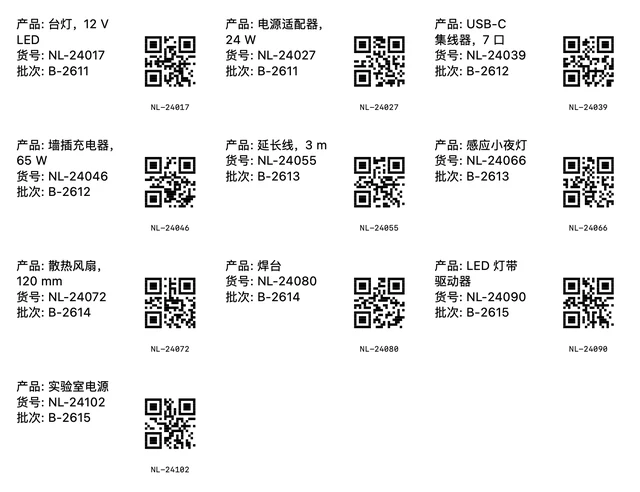 产品: 台灯，12 V
LED
货号: NL-24017
批次: B-2611
NL-24017
产品: 电源适配器，
24 W
货号: NL-24027
批次: B-2611
NL-24027
产品: USB-C
集线器，7 口
货号: NL-24039
批次: B-2612
NL-24039
产品: 墙插充电器，
65 W
货号: NL-24046
批次: B-2612
NL-24046
产品: 延长线，3 m
货号: NL-24055
批次: B-2613
NL-24055
产品: 感应小夜灯
货号: NL-24066
批次: B-2613
NL-24066
产品: 散热风扇，
120 mm
货号: NL-24072
批次: B-2614
NL-24072
产品: 焊台
货号: NL-24080
批次: B-2614
NL-24080
产品: LED 灯带
驱动器
货号: NL-24090
批次: B-2615
NL-24090
产品: 实验室电源
货号: NL-24102
批次: B-2615
NL-24102